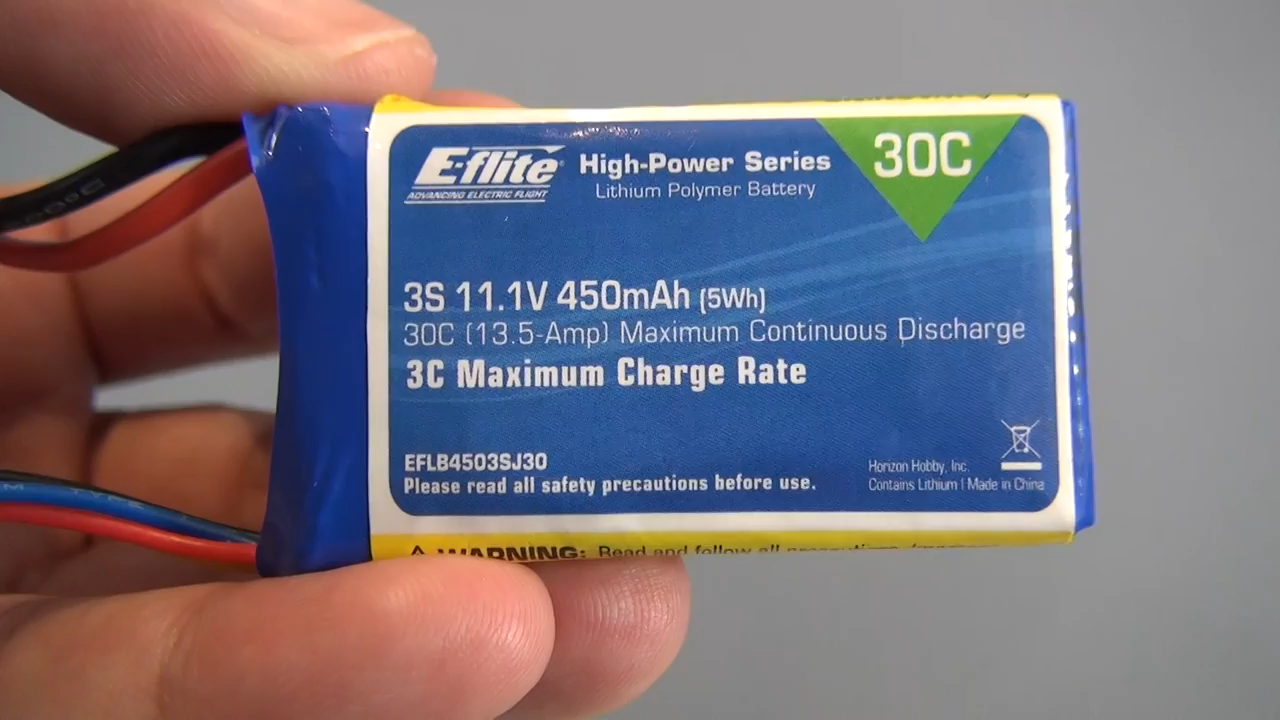 E-flite®
ADVANCING ELECTRIC FLIGHT
High-Power Series
Lithium Polymer Battery
30C
3S 11.1V 450mAh (5Wh)
30C (13.5-Amp) Maximum Continuous Discharge
3C Maximum Charge Rate
EFLB4503SJ30
Please read all safety precautions before use.
Horizon Hobby, Inc.
Contains Lithium | Made in China
WARNING: Read and follow all precautions